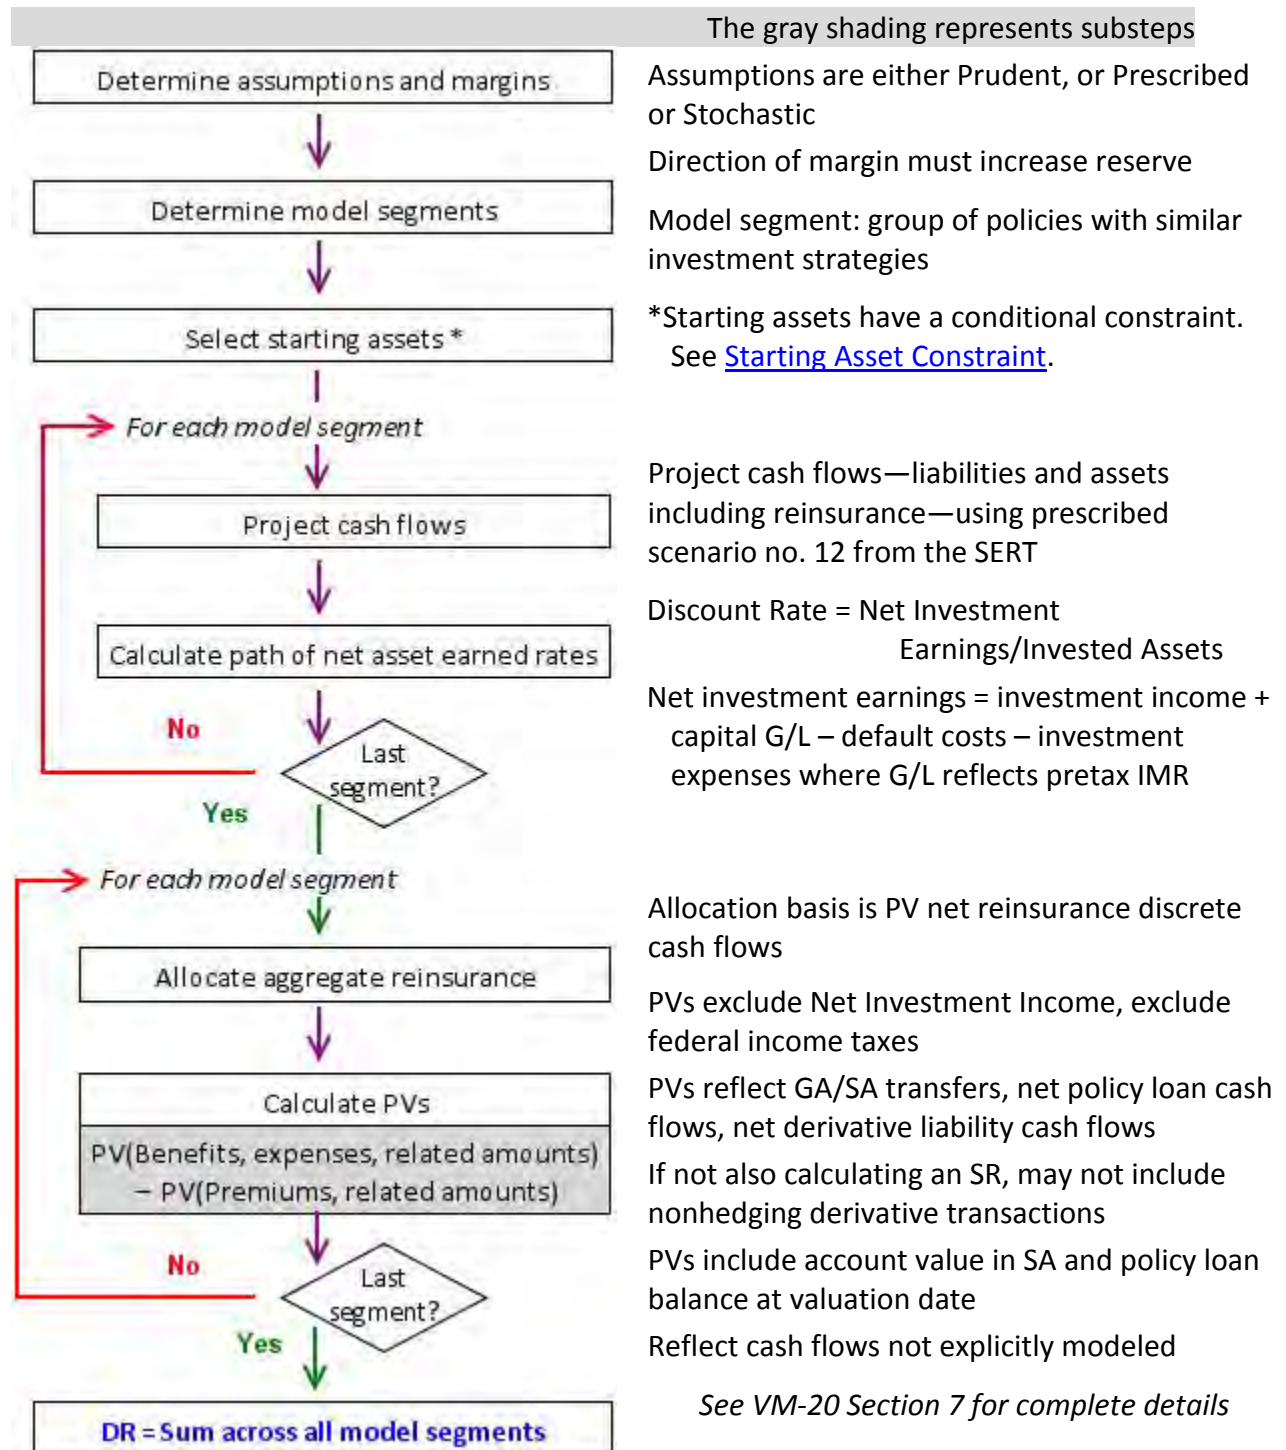 The gray shading represents substeps
Determine assumptions and margins
Assumptions are either Prudent, or Prescribed
or Stochastic
Direction of margin must increase reserve
Determine model segments
Model segment: group of policies with similar
investment strategies
Select starting assets *
*Starting assets have a conditional constraint.
See Starting Asset Constraint.
For each model segment
Project cash flows
Project cash flows—liabilities and assets
including reinsurance—using prescribed
scenario no. 12 from the SERT
Calculate path of net asset earned rates
Discount Rate = Net Investment
Earnings/Invested Assets
Net investment earnings = investment income +
capital G/L – default costs – investment
expenses where G/L reflects pretax IMR
No
Last
segment?
Yes
For each model segment
Allocate aggregate reinsurance
Allocation basis is PV net reinsurance discrete
cash flows
Calculate PVs
PV(Benefits, expenses, related amounts)
– PV(Premiums, related amounts)
PVs exclude Net Investment Income, exclude
federal income taxes
PVs reflect GA/SA transfers, net policy loan cash
flows, net derivative liability cash flows
If not also calculating an SR, may not include
nonhedging derivative transactions
No
Last
segment?
Yes
PVs include account value in SA and policy loan
balance at valuation date
Reflect cash flows not explicitly modeled
See VM-20 Section 7 for complete details
DR = Sum across all model segments